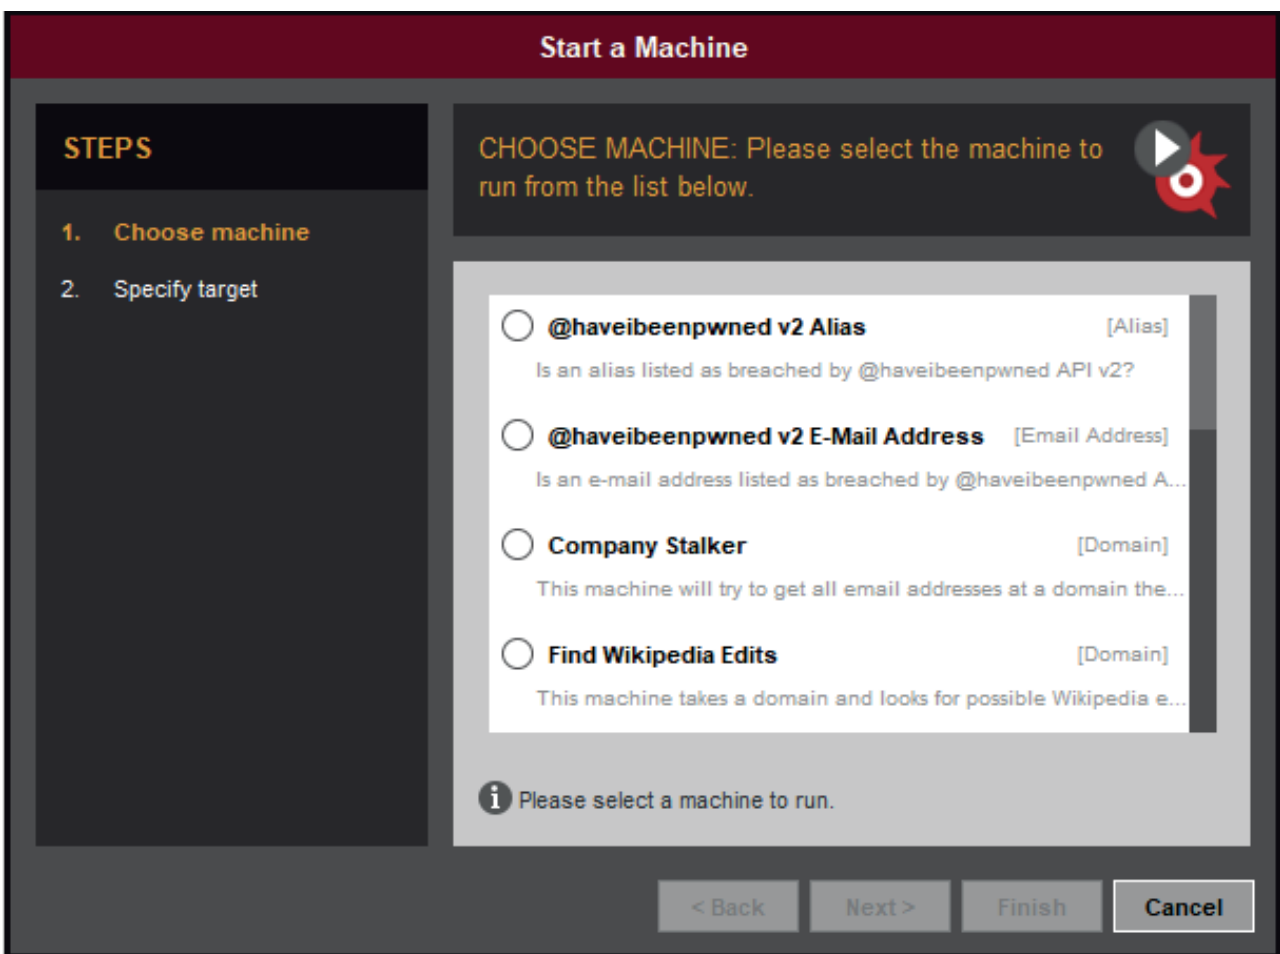 Start a Machine
STEPS
1. Choose machine
2. Specify target
CHOOSE MACHINE: Please select the machine to
run from the list below.
@haveibeenpwned v2 Alias [Alias]
Is an alias listed as breached by @haveibeenpwned API v2?
@haveibeenpwned v2 E-Mail Address [Email Address]
Is an e-mail address listed as breached by @haveibeenpwned A...
Company Stalker [Domain]
This machine will try to get all email addresses at a domain the...
Find Wikipedia Edits [Domain]
This machine takes a domain and looks for possible Wikipedia e...
Please select a machine to run.
< Back Next > Finish Cancel